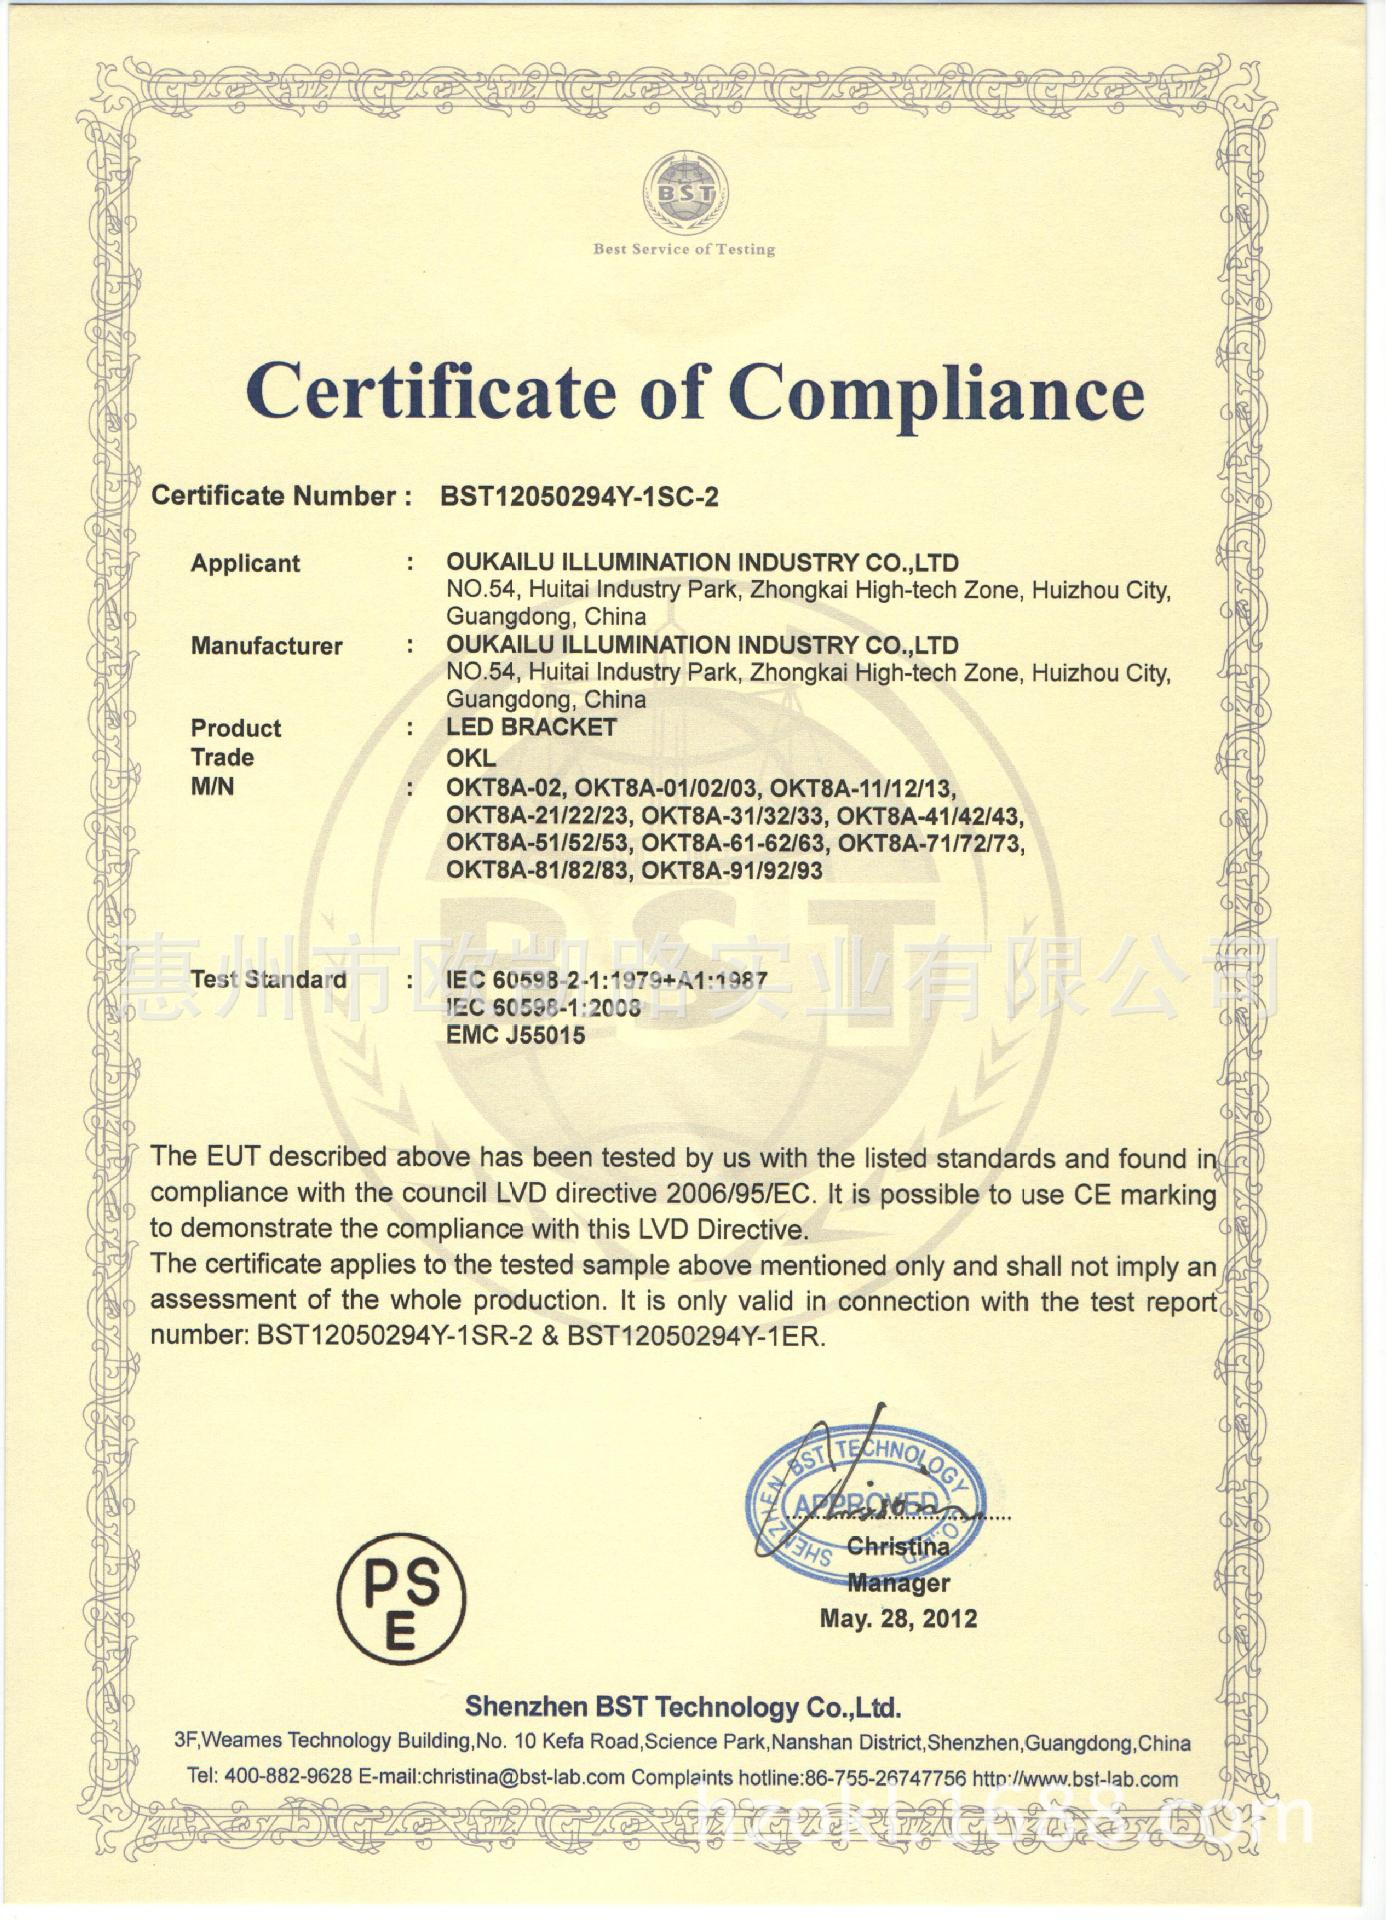 BST
Best Service of Testing
Certificate of Compliance
Certificate Number : BST12050294Y-1SC-2
Applicant : OUKAILU ILLUMINATION INDUSTRY CO.,LTD
NO.54, Huitai Industry Park, Zhongkai High-tech Zone, Huizhou City,
Guangdong, China
Manufacturer : OUKAILU ILLUMINATION INDUSTRY CO.,LTD
NO.54, Huitai Industry Park, Zhongkai High-tech Zone, Huizhou City,
Guangdong, China
Product : LED BRACKET
Trade OKL
M/N : OKT8A-02, OKT8A-01/02/03, OKT8A-11/12/13,
OKT8A-21/22/23, OKT8A-31/32/33, OKT8A-41/42/43,
OKT8A-51/52/53, OKT8A-61-62/63, OKT8A-71/72/73,
OKT8A-81/82/83, OKT8A-91/92/93
BST
惠州市欧凯路实业有限公司
Test Standard : IEC 60598-2-1:1979+A1:1987
IEC 60598-1:2008
EMC J55015
The EUT described above has been tested by us with the listed standards and found in
compliance with the council LVD directive 2006/95/EC. It is possible to use CE marking
to demonstrate the compliance with this LVD Directive.
The certificate applies to the tested sample above mentioned only and shall not imply an
assessment of the whole production. It is only valid in connection with the test report
number: BST12050294Y-1SR-2 & BST12050294Y-1ER.
SHENZHEN BST TECHNOLOGY CO.,LTD
APPROVED
Christina
Manager
May. 28, 2012
PS
E
Shenzhen BST Technology Co.,Ltd.
3F,Weames Technology Building,No. 10 Kefa Road,Science Park,Nanshan District,Shenzhen,Guangdong,China
Tel: 400-882-9628 E-mail:christina@bst-lab.com Complaints hotline:86-755-26747756 http://www.bst-lab.com
hzokl.1688.com